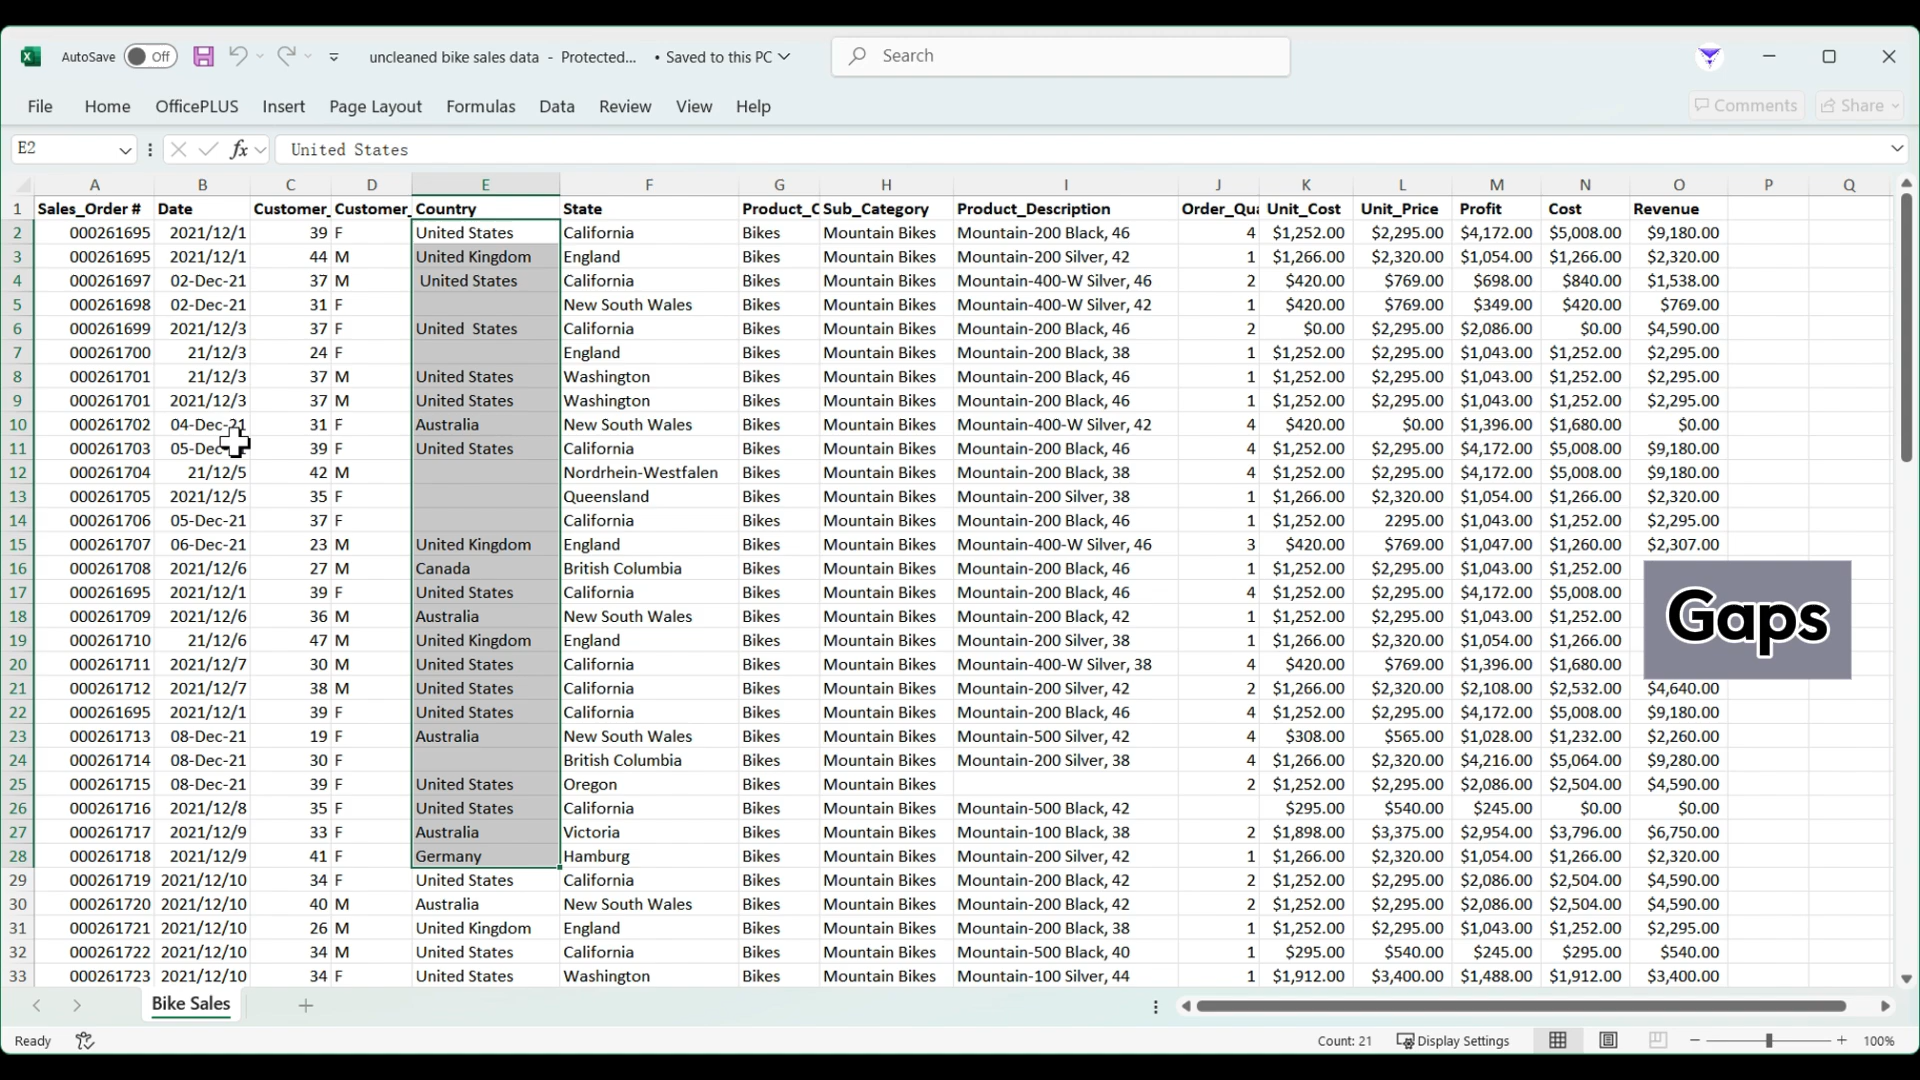 AutoSave Off uncleaned bike sales data - Protected... • Saved to this PC Search
File Home OfficePLUS Insert Page Layout Formulas Data Review View Help Comments Share
E2 fx United States
A B C D E F G H I J K L M N O P Q
1 Sales_Order # Date Customer_ Customer_ Country State Product_C Sub_Category Product_Description Order_Qua Unit_Cost Unit_Price Profit Cost Revenue
2 000261695 2021/12/1 39 F United States California Bikes Mountain Bikes Mountain-200 Black, 46 4 $1,252.00 $2,295.00 $4,172.00 $5,008.00 $9,180.00
3 000261695 2021/12/1 44 M United Kingdom England Bikes Mountain Bikes Mountain-200 Silver, 42 1 $1,266.00 $2,320.00 $1,054.00 $1,266.00 $2,320.00
4 000261697 02-Dec-21 37 M United States California Bikes Mountain Bikes Mountain-400-W Silver, 46 2 $420.00 $769.00 $698.00 $840.00 $1,538.00
5 000261698 02-Dec-21 31 F New South Wales Bikes Mountain Bikes Mountain-400-W Silver, 42 1 $420.00 $769.00 $349.00 $420.00 $769.00
6 000261699 2021/12/3 37 F United  States California Bikes Mountain Bikes Mountain-200 Black, 46 2 $0.00 $2,295.00 $2,086.00 $0.00 $4,590.00
7 000261700 21/12/3 24 F England Bikes Mountain Bikes Mountain-200 Black, 38 1 $1,252.00 $2,295.00 $1,043.00 $1,252.00 $2,295.00
8 000261701 21/12/3 37 M United States Washington Bikes Mountain Bikes Mountain-200 Black, 46 1 $1,252.00 $2,295.00 $1,043.00 $1,252.00 $2,295.00
9 000261701 2021/12/3 37 M United States Washington Bikes Mountain Bikes Mountain-200 Black, 46 1 $1,252.00 $2,295.00 $1,043.00 $1,252.00 $2,295.00
10 000261702 04-Dec-21 31 F Australia New South Wales Bikes Mountain Bikes Mountain-400-W Silver, 42 4 $420.00 $0.00 $1,396.00 $1,680.00 $0.00
11 000261703 05-Dec 39 F United States California Bikes Mountain Bikes Mountain-200 Black, 46 4 $1,252.00 $2,295.00 $4,172.00 $5,008.00 $9,180.00
12 000261704 21/12/5 42 M Nordrhein-Westfalen Bikes Mountain Bikes Mountain-200 Black, 38 4 $1,252.00 $2,295.00 $4,172.00 $5,008.00 $9,180.00
13 000261705 2021/12/5 35 F Queensland Bikes Mountain Bikes Mountain-200 Silver, 38 1 $1,266.00 $2,320.00 $1,054.00 $1,266.00 $2,320.00
14 000261706 05-Dec-21 37 F California Bikes Mountain Bikes Mountain-200 Black, 46 1 $1,252.00 2295.00 $1,043.00 $1,252.00 $2,295.00
15 000261707 06-Dec-21 23 M United Kingdom England Bikes Mountain Bikes Mountain-400-W Silver, 46 3 $420.00 $769.00 $1,047.00 $1,260.00 $2,307.00
16 000261708 2021/12/6 27 M Canada British Columbia Bikes Mountain Bikes Mountain-200 Black, 46 1 $1,252.00 $2,295.00 $1,043.00 $1,252.00
17 000261695 2021/12/1 39 F United States California Bikes Mountain Bikes Mountain-200 Black, 46 4 $1,252.00 $2,295.00 $4,172.00 $5,008.00
18 000261709 2021/12/6 36 M Australia New South Wales Bikes Mountain Bikes Mountain-200 Black, 42 1 $1,252.00 $2,295.00 $1,043.00 $1,252.00
Gaps
19 000261710 21/12/6 47 M United Kingdom England Bikes Mountain Bikes Mountain-200 Silver, 38 1 $1,266.00 $2,320.00 $1,054.00 $1,266.00
20 000261711 2021/12/7 30 M United States California Bikes Mountain Bikes Mountain-400-W Silver, 38 4 $420.00 $769.00 $1,396.00 $1,680.00
21 000261712 2021/12/7 38 M United States California Bikes Mountain Bikes Mountain-200 Silver, 42 2 $1,266.00 $2,320.00 $2,108.00 $2,532.00 $4,640.00
22 000261695 2021/12/1 39 F United States California Bikes Mountain Bikes Mountain-200 Black, 46 4 $1,252.00 $2,295.00 $4,172.00 $5,008.00 $9,180.00
23 000261713 08-Dec-21 19 F Australia New South Wales Bikes Mountain Bikes Mountain-500 Silver, 42 4 $308.00 $565.00 $1,028.00 $1,232.00 $2,260.00
24 000261714 08-Dec-21 30 F British Columbia Bikes Mountain Bikes Mountain-200 Silver, 38 4 $1,266.00 $2,320.00 $4,216.00 $5,064.00 $9,280.00
25 000261715 08-Dec-21 39 F United States Oregon Bikes Mountain Bikes 2 $1,252.00 $2,295.00 $2,086.00 $2,504.00 $4,590.00
26 000261716 2021/12/8 35 F United States California Bikes Mountain Bikes Mountain-500 Black, 42 $295.00 $540.00 $245.00 $0.00 $0.00
27 000261717 2021/12/9 33 F Australia Victoria Bikes Mountain Bikes Mountain-100 Black, 38 2 $1,898.00 $3,375.00 $2,954.00 $3,796.00 $6,750.00
28 000261718 2021/12/9 41 F Germany Hamburg Bikes Mountain Bikes Mountain-200 Silver, 42 1 $1,266.00 $2,320.00 $1,054.00 $1,266.00 $2,320.00
29 000261719 2021/12/10 34 F United States California Bikes Mountain Bikes Mountain-200 Black, 42 2 $1,252.00 $2,295.00 $2,086.00 $2,504.00 $4,590.00
30 000261720 2021/12/10 40 M Australia New South Wales Bikes Mountain Bikes Mountain-200 Black, 42 2 $1,252.00 $2,295.00 $2,086.00 $2,504.00 $4,590.00
31 000261721 2021/12/10 26 M United Kingdom England Bikes Mountain Bikes Mountain-200 Black, 38 1 $1,252.00 $2,295.00 $1,043.00 $1,252.00 $2,295.00
32 000261722 2021/12/10 34 M United States California Bikes Mountain Bikes Mountain-500 Black, 40 1 $295.00 $540.00 $245.00 $295.00 $540.00
33 000261723 2021/12/10 34 F United States Washington Bikes Mountain Bikes Mountain-100 Silver, 44 1 $1,912.00 $3,400.00 $1,488.00 $1,912.00 $3,400.00
Bike Sales
Ready Count: 21 Display Settings 100%